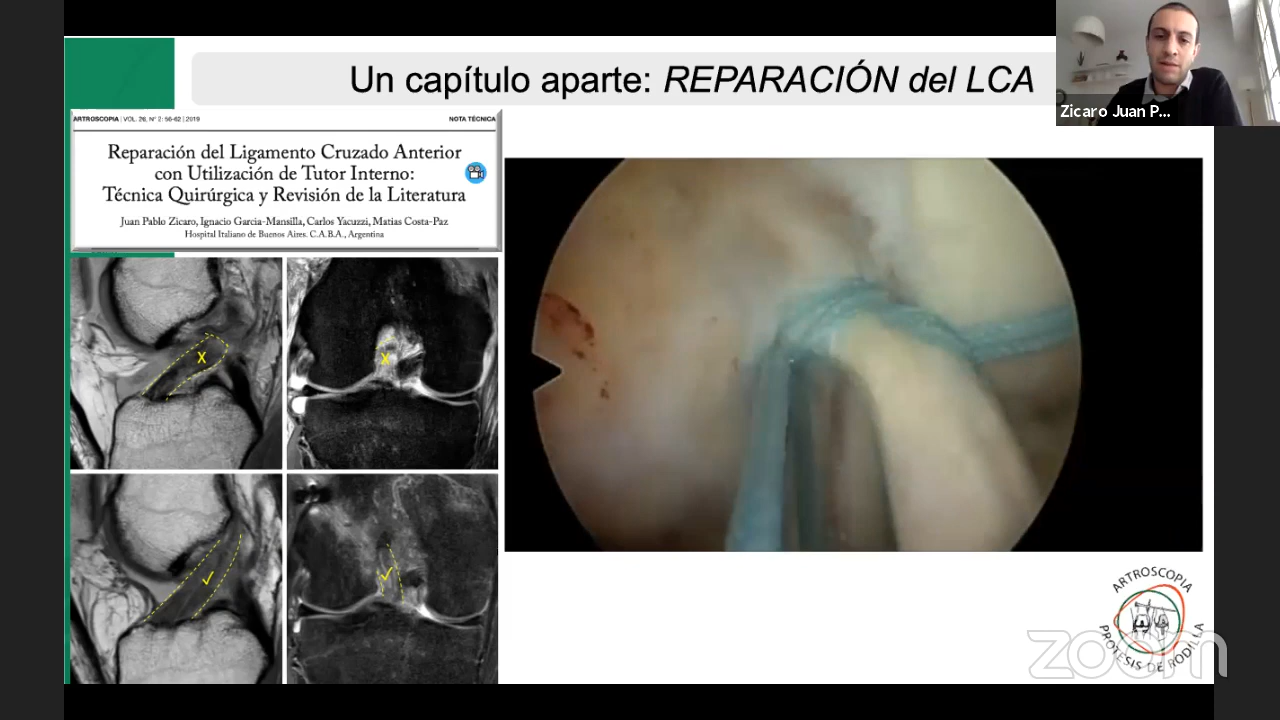 Un capítulo aparte: REPARACIÓN del LCA
Zicaro Juan P...
ARTROSCOPIA | VOL. 26, N° 2: 56-62 | 2019
NOTA TÉCNICA
Reparación del Ligamento Cruzado Anterior
con Utilización de Tutor Interno:
Técnica Quirúrgica y Revisión de la Literatura
Juan Pablo Zicaro, Ignacio Garcia-Mansilla, Carlos Yacuzzi, Matias Costa-Paz
Hospital Italiano de Buenos Aires. C.A.B.A., Argentina
X
X
ARTROSCOPIA
PROTESIS DE RODILLA
zoom